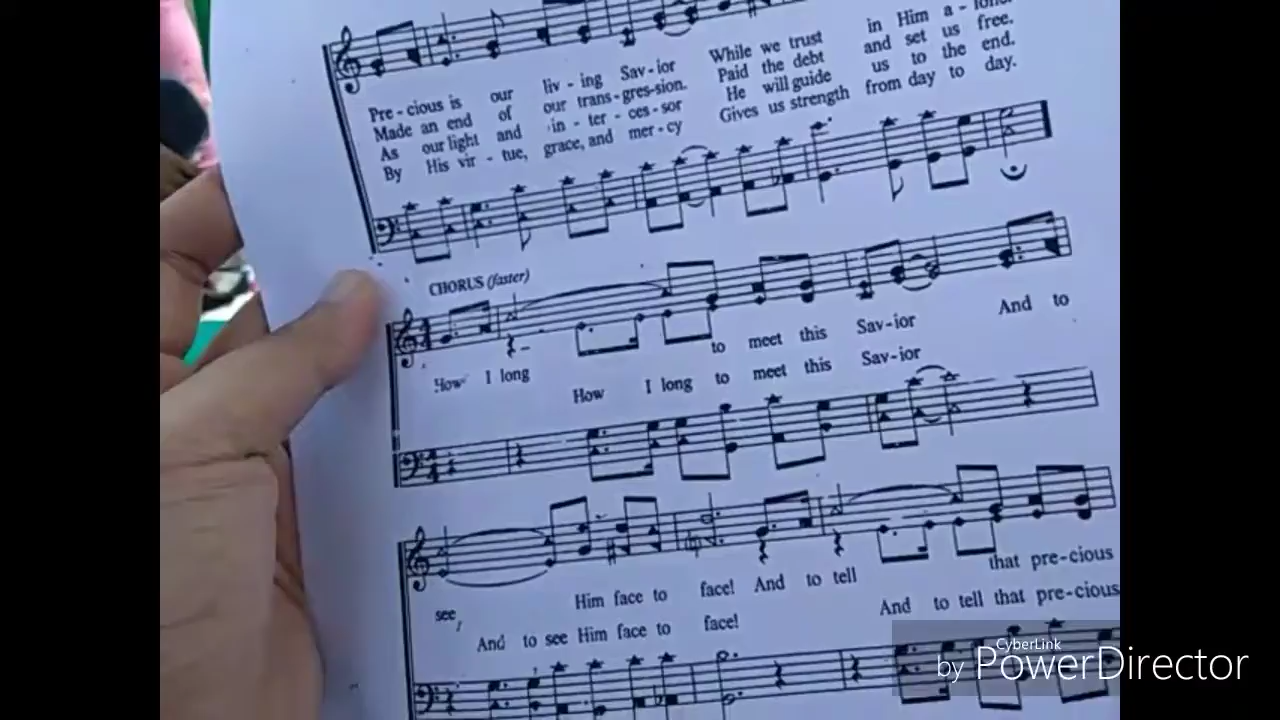 Pre - cious is our liv - ing Sav - ior While we trust in Him a -
Made an end of our trans - gres - sion. Paid the debt and set us free.
As our light and in - ter - ces - sor He will guide us to the end.
By His vir - tue, grace, and mer - cy Gives us strength from day to day.
CHORUS (faster)
How I long to meet this Sav - ior And to
How I long to meet this Sav - ior
see, Him face to face! And to tell that pre - cious
And to see Him face to face! And to tell that pre - cious
CyberLink
by PowerDirector